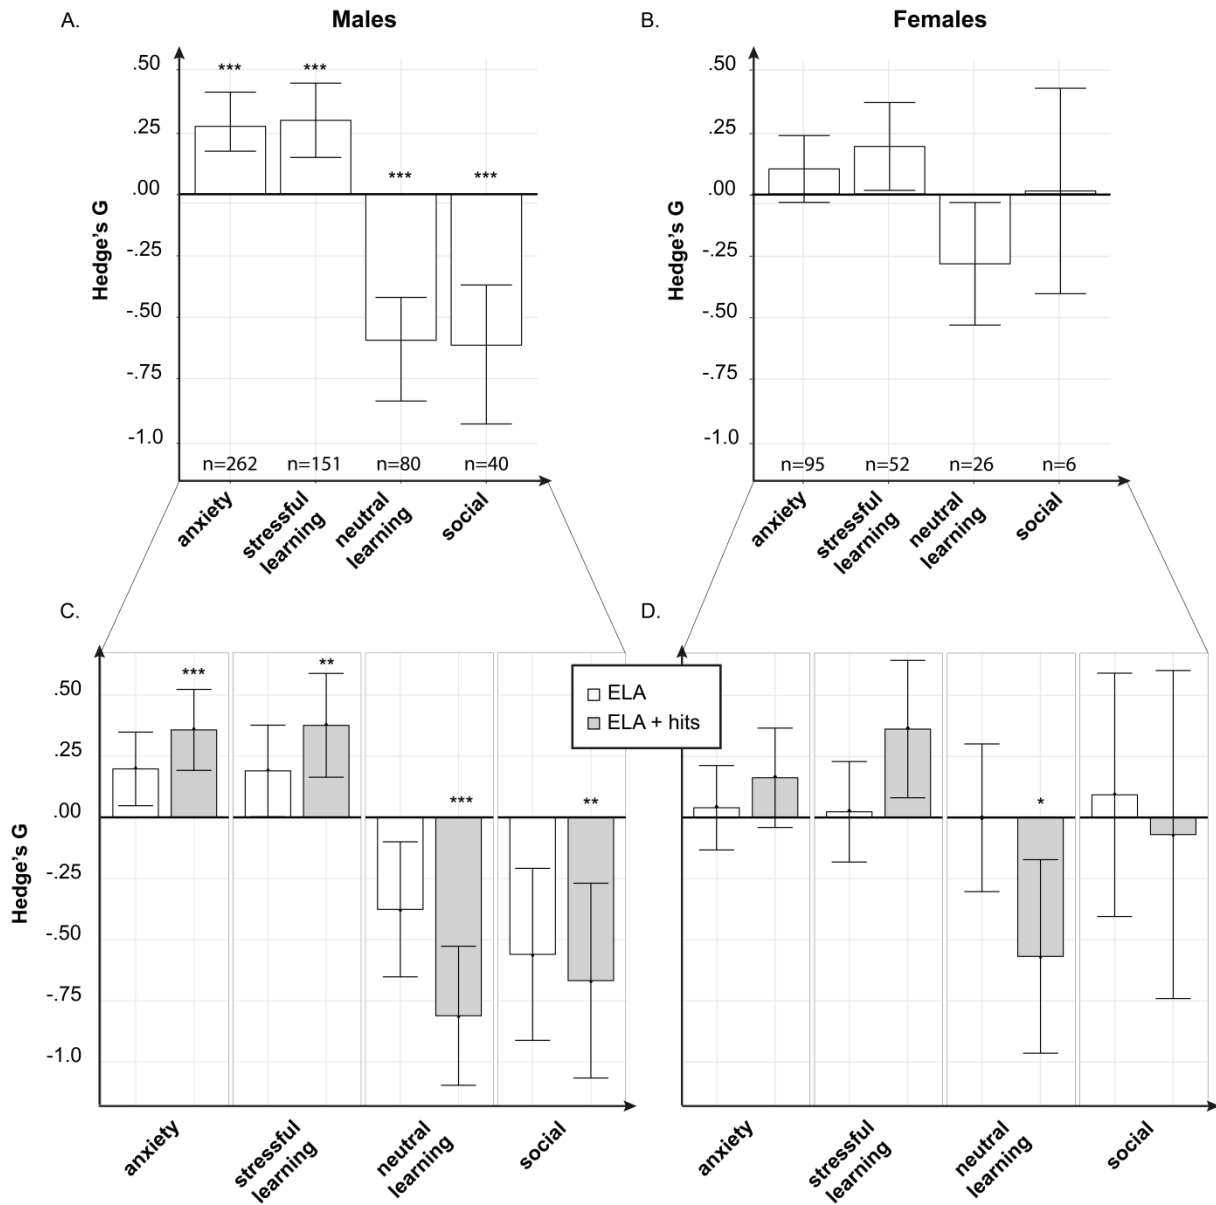 A.
Males
B.
Females
.50
.25
.00
-.25
-.50
-.75
-1.0
Hedge's G
***
***
***
***
n=262
n=151
n=80
n=40
anxiety
stressful
learning
neutral
learning
social
.50
.25
.00
-.25
-.50
-.75
-1.0
Hedge's G
n=95
n=52
n=26
n=6
anxiety
stressful
learning
neutral
learning
social
C.
.50
.25
.00
-.25
-.50
-.75
-1.0
Hedge's G
***
**
***
**
anxiety
stressful
learning
neutral
learning
social
ELA
ELA + hits
D.
*
anxiety
stressful
learning
neutral
learning
social